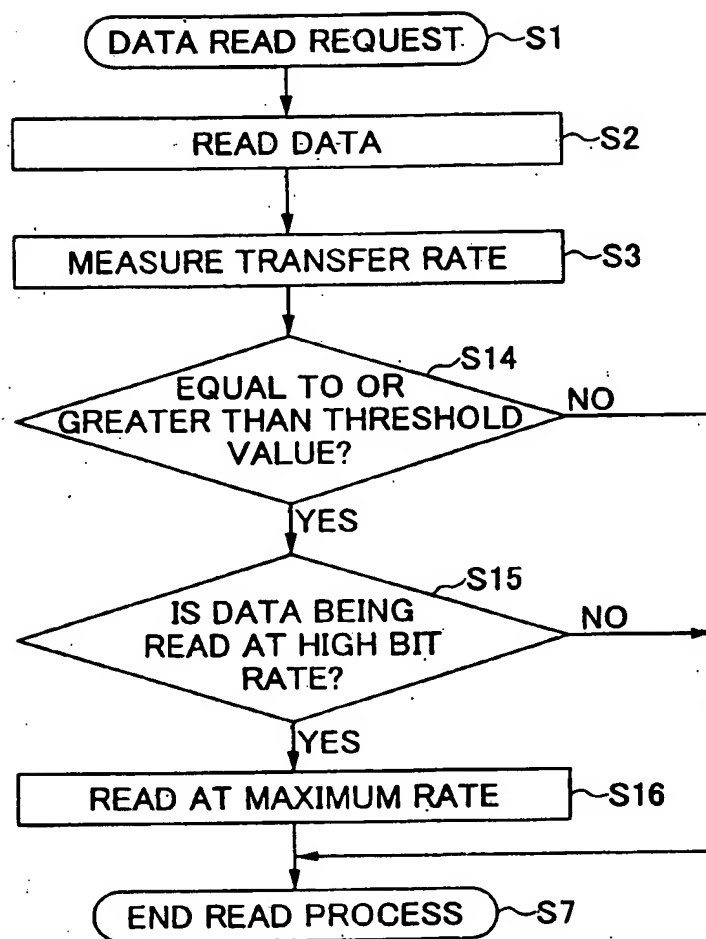 DATA READ REQUEST S1
READ DATA S2
MEASURE TRANSFER RATE S3
S14
EQUAL TO OR
GREATER THAN THRESHOLD
VALUE?
NO
YES
S15
IS DATA BEING
READ AT HIGH BIT
RATE?
NO
YES
READ AT MAXIMUM RATE S16
END READ PROCESS S7